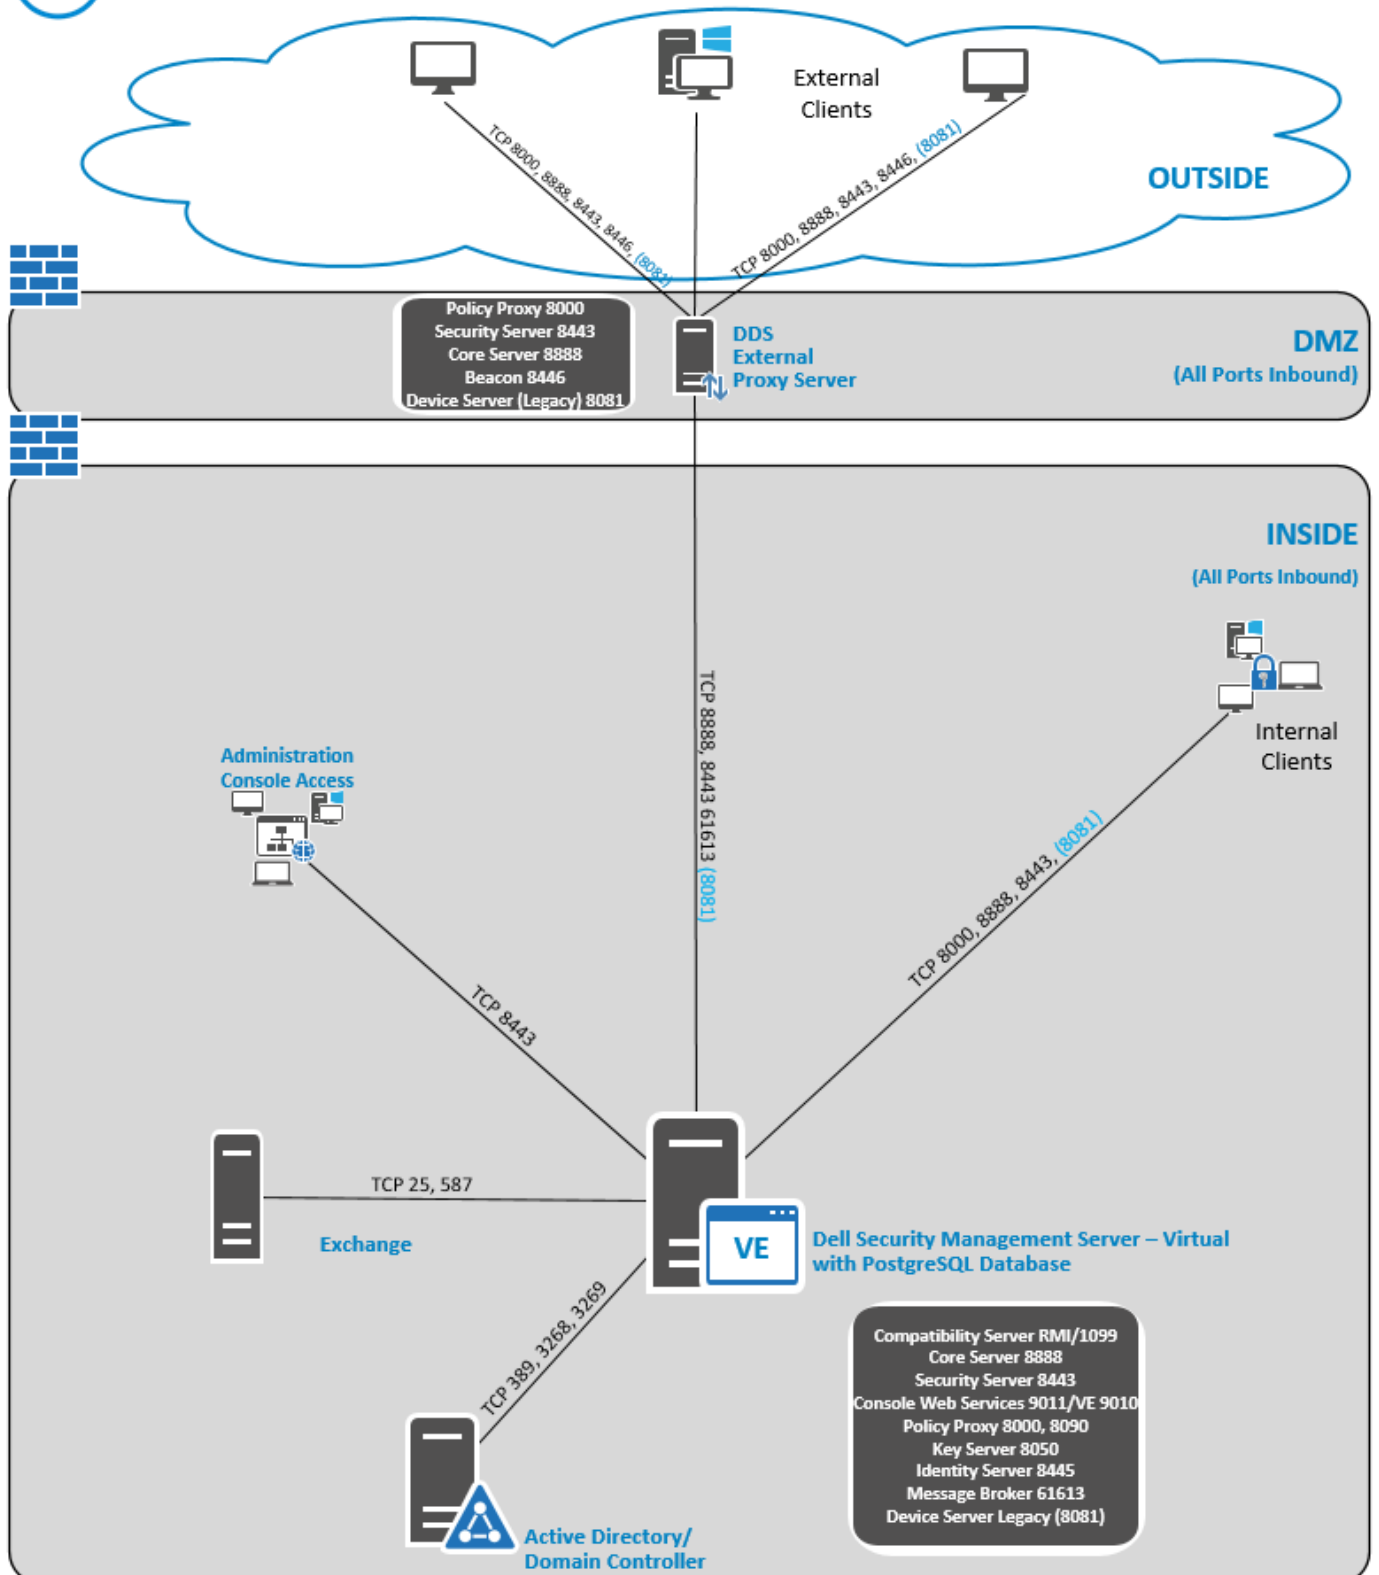 External
Clients
TCP 8000, 8888, 8443, 8446, (8081)
TCP 8000, 8888, 8443, 8446, (8081)
OUTSIDE
Policy Proxy 8000
Security Server 8443
Core Server 8888
Beacon 8446
Device Server (Legacy) 8081
DDS
External
Proxy Server
DMZ
(All Ports Inbound)
INSIDE
(All Ports Inbound)
Internal
Clients
TCP 8888, 8443 61613 (8081)
Administration
Console Access
TCP 8000, 8888, 8443, (8081)
TCP 8443
TCP 25, 587
Exchange
VE
Dell Security Management Server – Virtual
with PostgreSQL Database
TCP 389, 3268, 3269
Compatibility Server RMI/1099
Core Server 8888
Security Server 8443
Console Web Services 9011/VE 9010
Policy Proxy 8000, 8090
Key Server 8050
Identity Server 8445
Message Broker 61613
Device Server Legacy (8081)
Active Directory/
Domain Controller